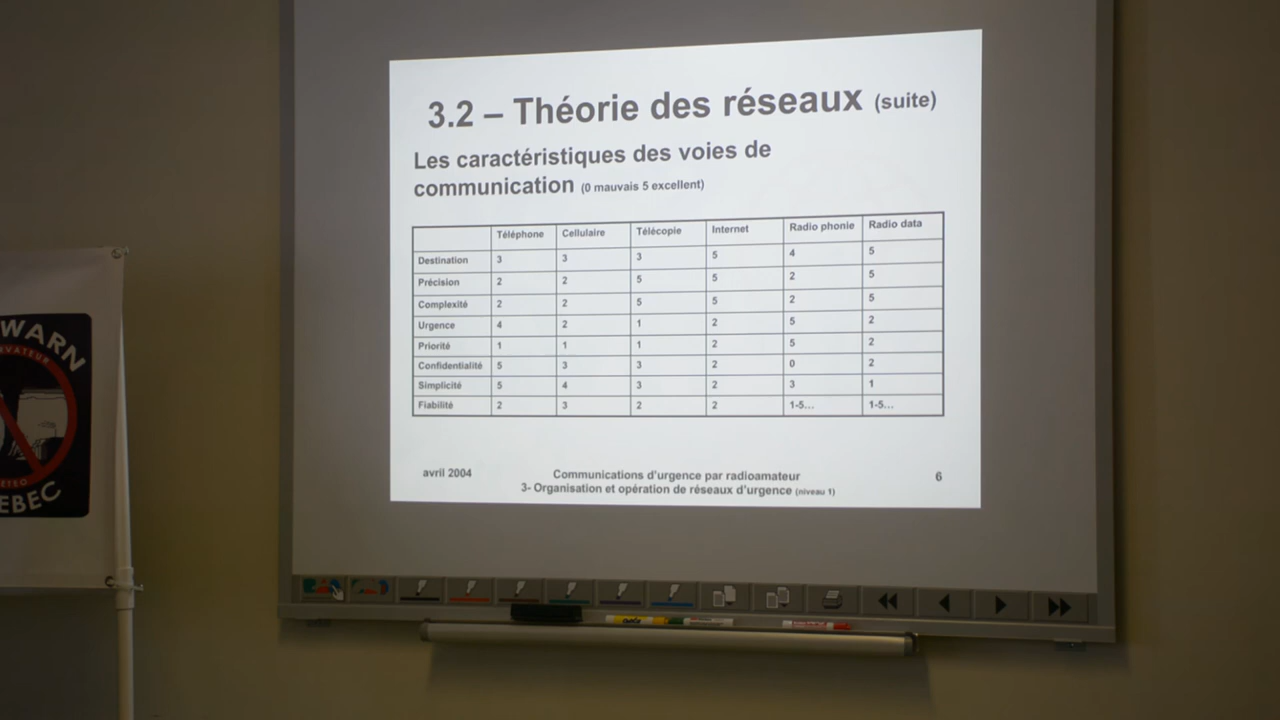 3.2 – Théorie des réseaux (suite)
Les caractéristiques des voies de
communication (0 mauvais 5 excellent)
Téléphone Cellulaire Télécopie Internet Radio phonie Radio data
Destination 3 3 3 5 4 5
Précision 2 2 5 5 2 5
Complexité 2 2 5 5 2 5
Urgence 4 2 1 2 5 2
Priorité 1 1 1 2 5 2
Confidentialité 5 3 3 2 0 2
Simplicité 5 4 3 2 3 1
Fiabilité 2 3 2 2 1-5... 1-5...
avril 2004
Communications d'urgence par radioamateur
3- Organisation et opération de réseaux d'urgence (niveau 1)
6
WARN
RVATEUR
METEO
EBEC